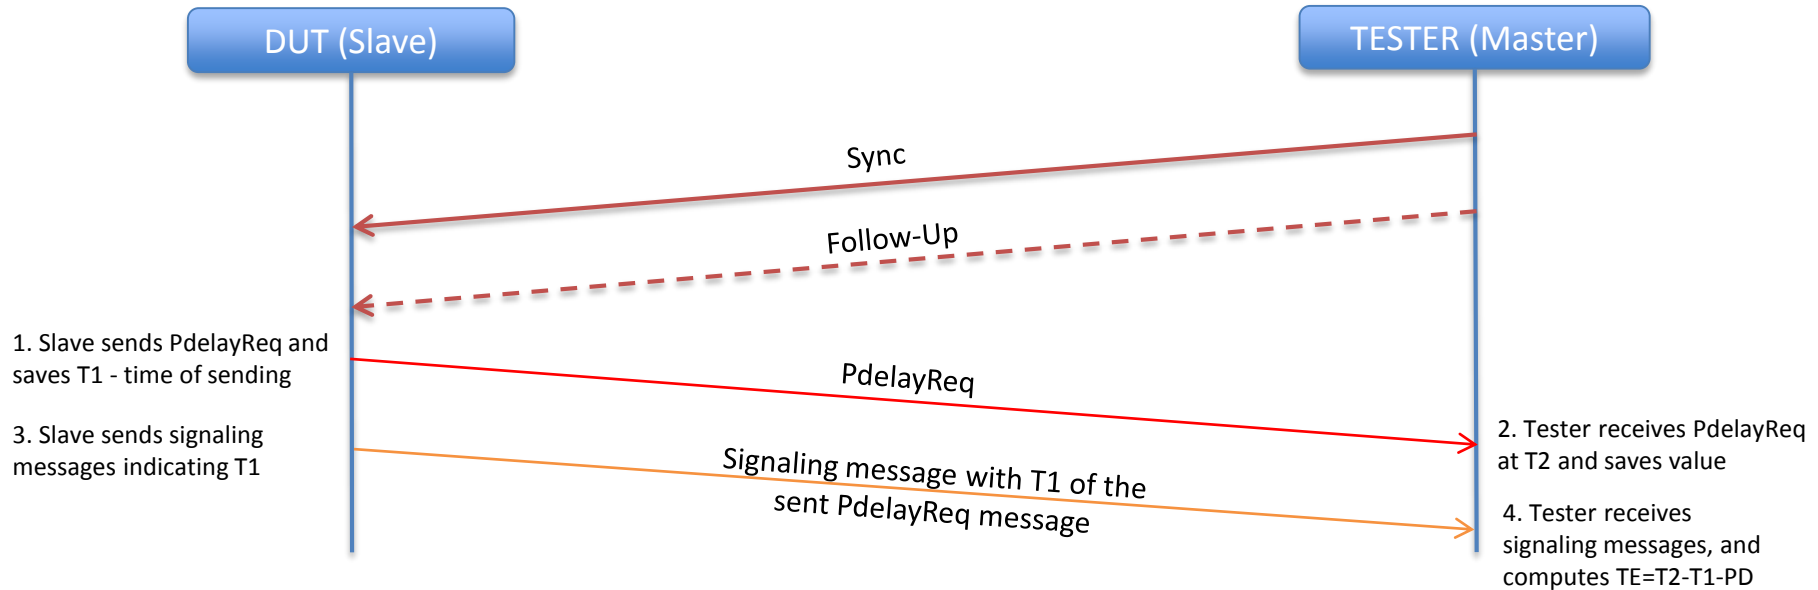 DUT (Slave)
TESTER (Master)
Sync
Follow-Up
1. Slave sends PdelayReq and
saves T1 - time of sending
PdelayReq
3. Slave sends signaling
messages indicating T1
2. Tester receives PdelayReq
at T2 and saves value
Signaling message with T1 of the
sent PdelayReq message
4. Tester receives
signaling messages, and
computes TE=T2-T1-PD